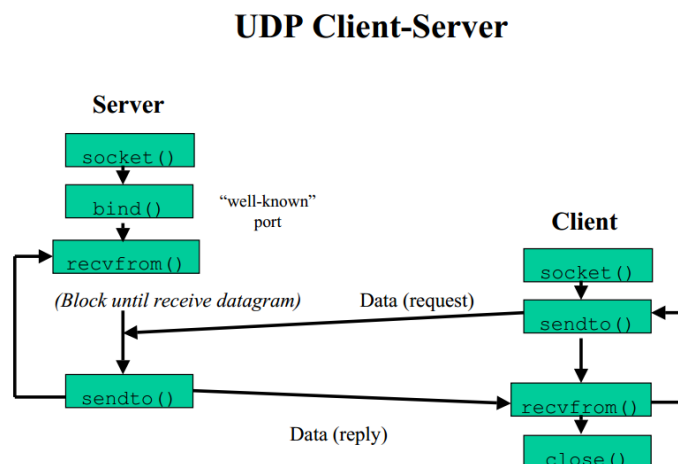 UDP Client-Server
Server
socket()
bind()
“well-known”
port
recvfrom()
(Block until receive datagram)
sendto()
Client
socket()
Data (request)
sendto()
recvfrom()
Data (reply)
close()